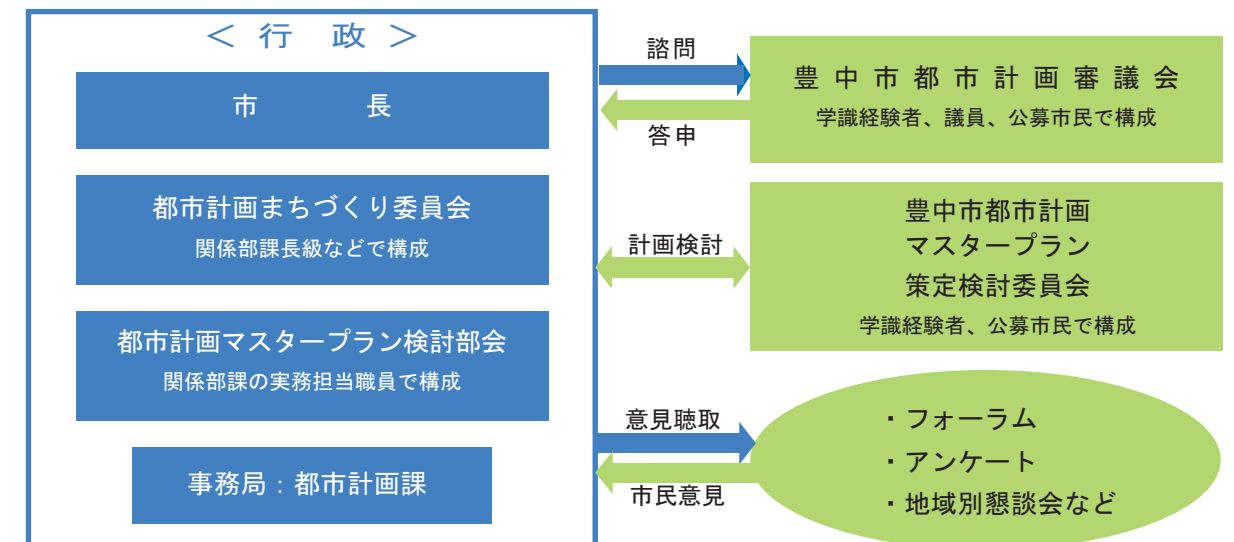 ＜ 行　政 ＞
市　　　　長
都市計画まちづくり委員会
関係部課長級などで構成
都市計画マスタープラン検討部会
関係部課の実務担当職員で構成
事務局：都市計画課
諮問
答申
計画検討
意見聴取
市民意見
豊中市都市計画審議会
学識経験者、議員、公募市民で構成
豊中市都市計画
マスタープラン
策定検討委員会
学識経験者、公募市民で構成
・フォーラム
・アンケート
・地域別懇談会など